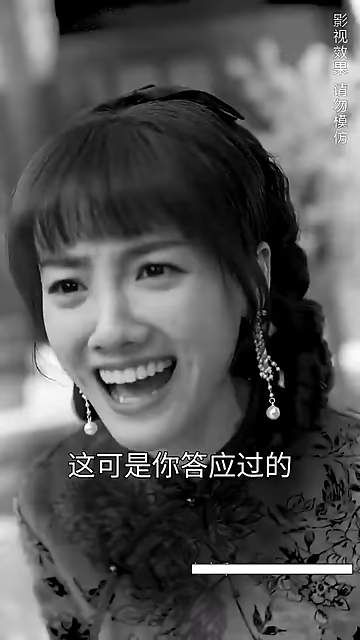 影视效果 请勿模仿
这可是你答应过的